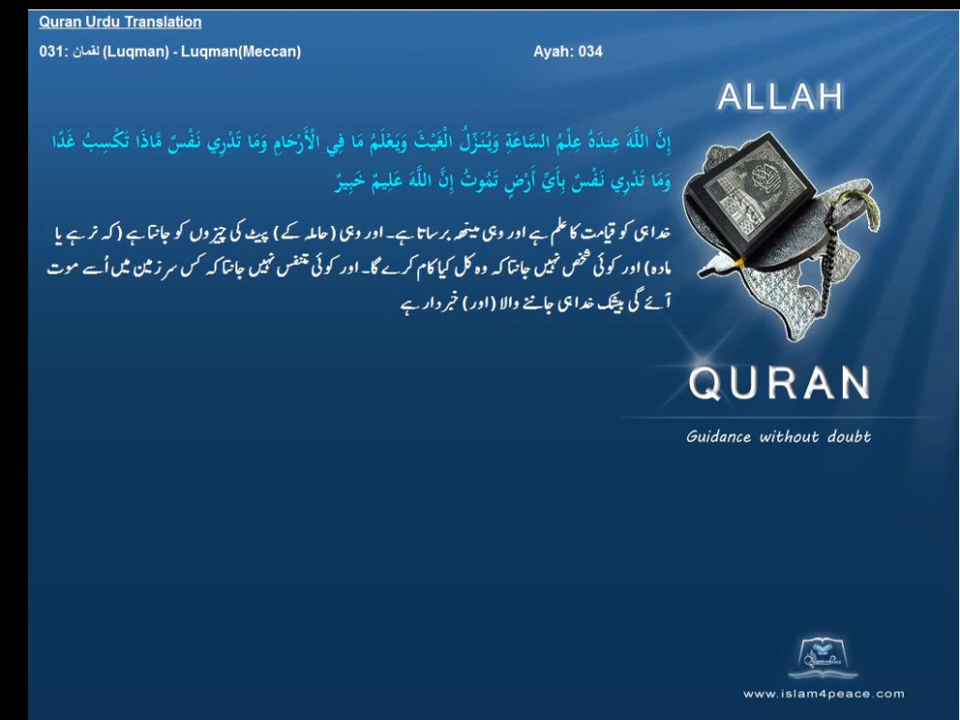 Quran Urdu Translation
031: لقمان (Luqman) - Luqman(Meccan) Ayah: 034
ALLAH
إِنَّ اللَّهَ عِندَهُ عِلْمُ السَّاعَةِ وَيُنَزِّلُ الْغَيْثَ وَيَعْلَمُ مَا فِي الْأَرْحَامِ وَمَا تَدْرِي نَفْسٌ مَّاذَا تَكْسِبُ غَدًا
وَمَا تَدْرِي نَفْسٌ بِأَيِّ أَرْضٍ تَمُوتُ إِنَّ اللَّهَ عَلِيمٌ خَبِيرٌ
خدا ہی کو قیامت کا علم ہے اور وہی مینھہ برساتا ہے۔ اور وہی (حاملہ کے) پیٹ کی چیزوں کو جانتا ہے (کہ نر ہے یا
مادہ) اور کوئی شخص نہیں جانتا کہ وہ کل کیا کام کرے گا۔ اور کوئی متنفس نہیں جانتا کہ کس سرزمین میں اُسے موت
آئے گی بیشک خدا ہی جاننے والا (اور) خبردار ہے
QURAN
Guidance without doubt
www.islam4peace.com